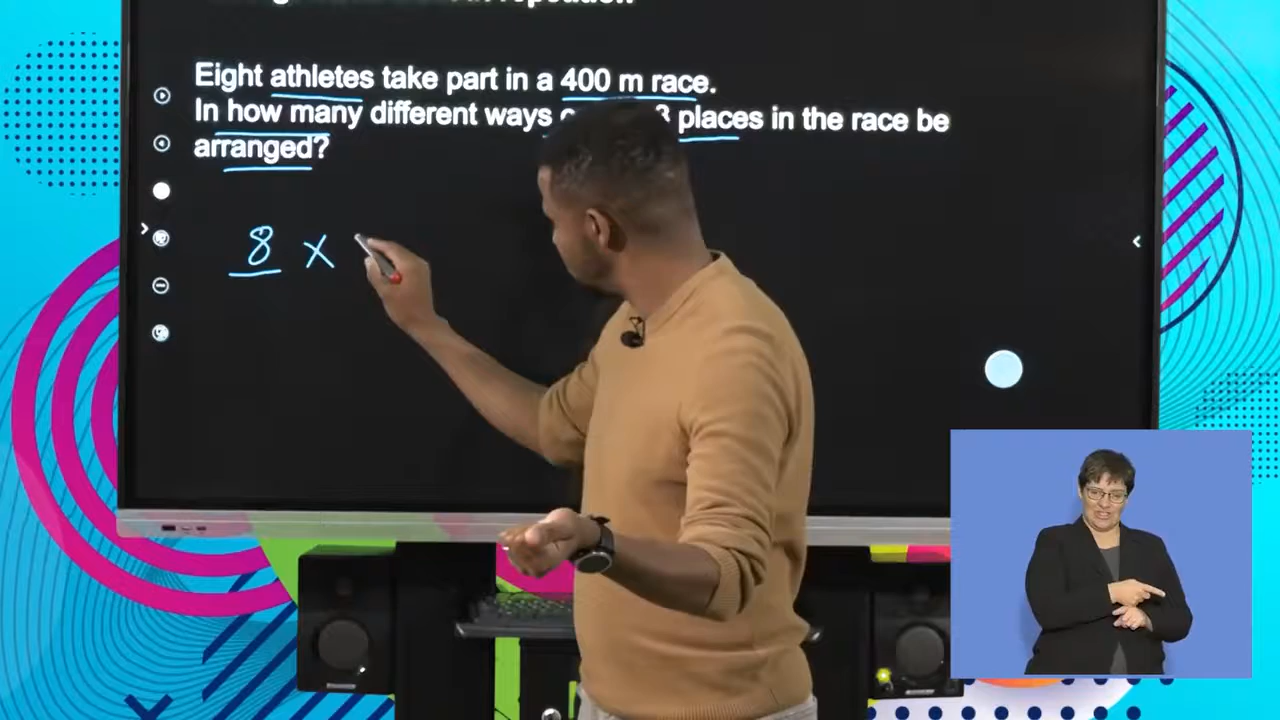 Eight athletes take part in a 400 m race.
In how many different ways 3 places in the race be
arranged?
8 ×